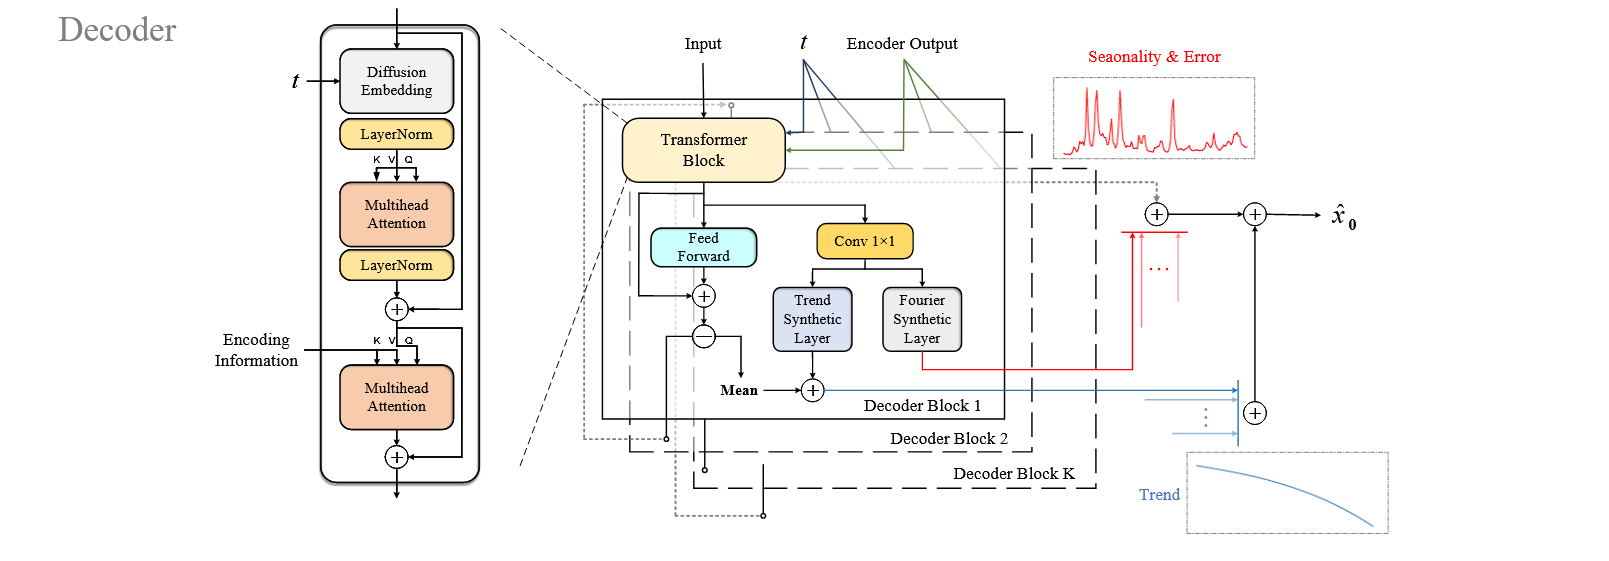 Decoder
t
Diffusion
Embedding
LayerNorm
K V Q
Multihead
Attention
LayerNorm
Encoding
Information
K V Q
Multihead
Attention
Input
t
Encoder Output
Transformer
Block
Feed
Forward
Conv 1×1
Trend
Synthetic
Layer
Fourier
Synthetic
Layer
Mean
Decoder Block 1
Decoder Block 2
Decoder Block K
Seaonality & Error
x̂₀
Trend